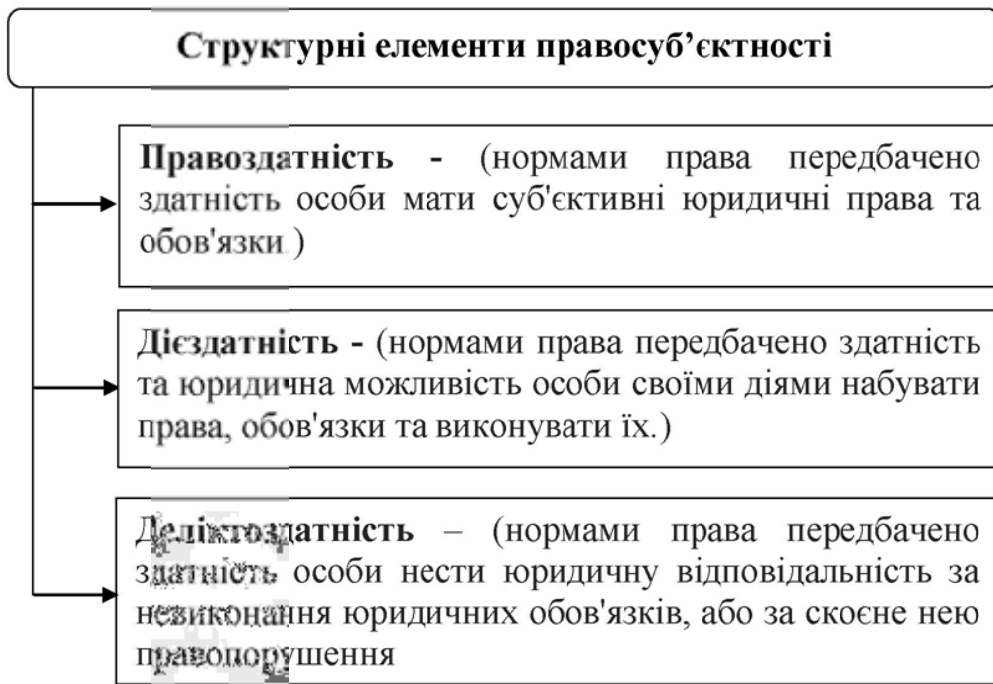 Структурні елементи правосуб’єктності
Правоздатність - (нормами права передбачено
здатність особи мати суб'єктивні юридичні права та
обов'язки.)
Дієздатність - (нормами права передбачено здатність
та юридична можливість особи своїми діями набувати
права, обов'язки та виконувати їх.)
Деліктоздатність – (нормами права передбачено
здатність особи нести юридичну відповідальність за
невиконання юридичних обов'язків, або за скоєне нею
правопорушення